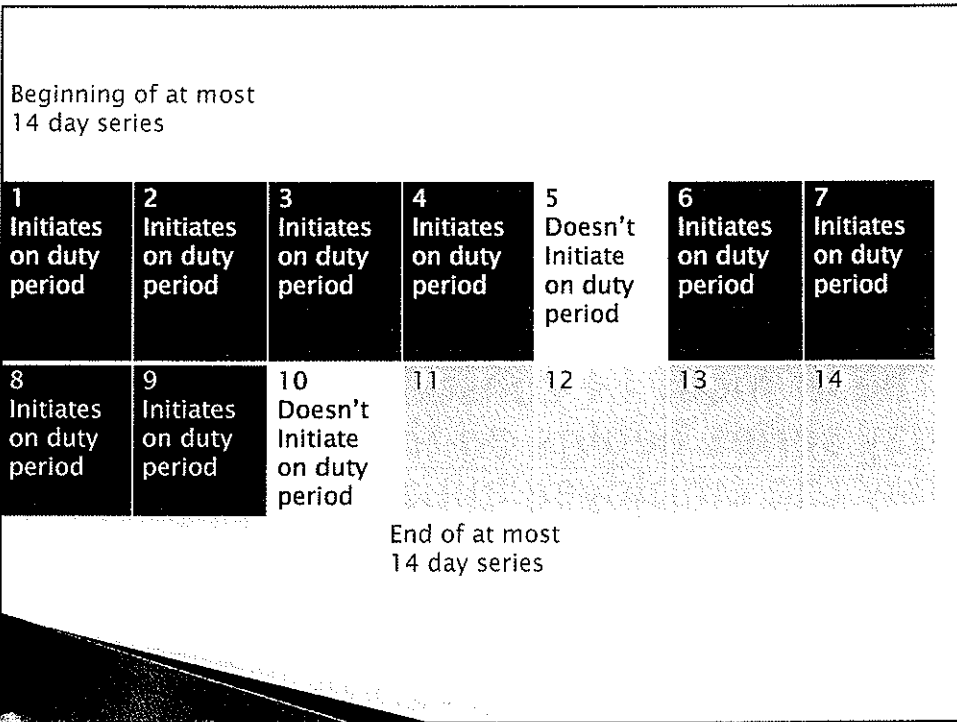 Beginning of at most
14 day series
1
Initiates
on duty
period
2
Initiates
on duty
period
3
Initiates
on duty
period
4
Initiates
on duty
period
5
Doesn't
Initiate
on duty
period
6
Initiates
on duty
period
7
Initiates
on duty
period
8
Initiates
on duty
period
9
Initiates
on duty
period
10
Doesn't
Initiate
on duty
period
11
12
13
14
End of at most
14 day series